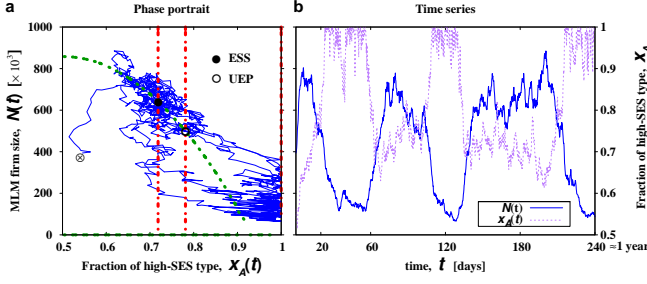 a Phase portrait
1000
800
600
400
200
0
MLM firm size, N(t) [×10³]
ESS
UEP
0.5 0.6 0.7 0.8 0.9 1
Fraction of high-SES type, x_A(t)
b Time series
N(t)
x_A(t)
20 60 120 180 240 ≈1 year
time, t [days]
1
0.9
0.8
0.7
0.6
0.5
Fraction of high-SES type, x_A